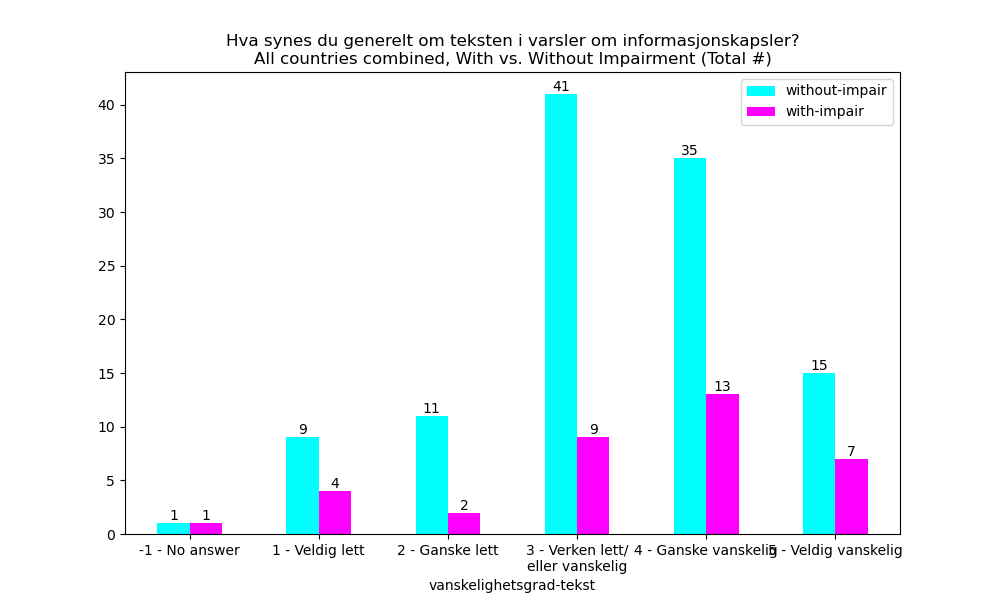 Hva synes du generelt om teksten i varsler om informasjonskapsler?
All countries combined, With vs. Without Impairment (Total #)
without-impair
with-impair
40
35
30
25
20
15
10
5
0
1
1
9
4
11
2
41
9
35
13
15
7
-1 - No answer
1 - Veldig lett
2 - Ganske lett
3 - Verken lett/
eller vanskelig
4 - Ganske vanskelig
5 - Veldig vanskelig
vanskelighetsgrad-tekst